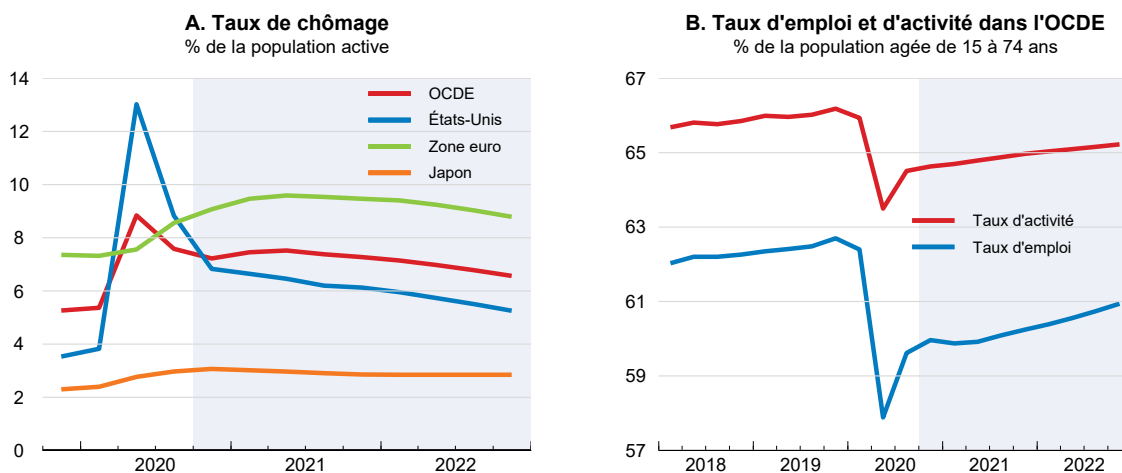 A. Taux de chômage
% de la population active
14
12
10
8
6
4
2
0
OCDE
États-Unis
Zone euro
Japon
2020
2021
2022
B. Taux d'emploi et d'activité dans l'OCDE
% de la population agée de 15 à 74 ans
67
65
63
61
59
57
Taux d'activité
Taux d'emploi
2018
2019
2020
2021
2022